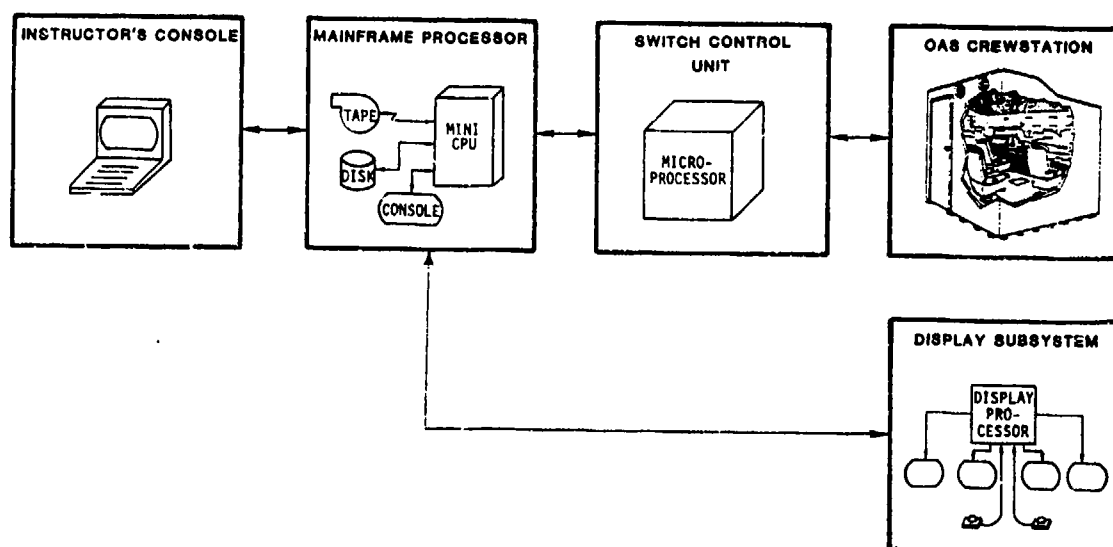 INSTRUCTOR'S CONSOLE
MAINFRAME PROCESSOR
TAPE
DISK
CONSOLE
MINI
CPU
SWITCH CONTROL
UNIT
MICRO-
PROCESSOR
OAS CREWSTATION
DISPLAY SUBSYSTEM
DISPLAY
PRO-
CESSOR